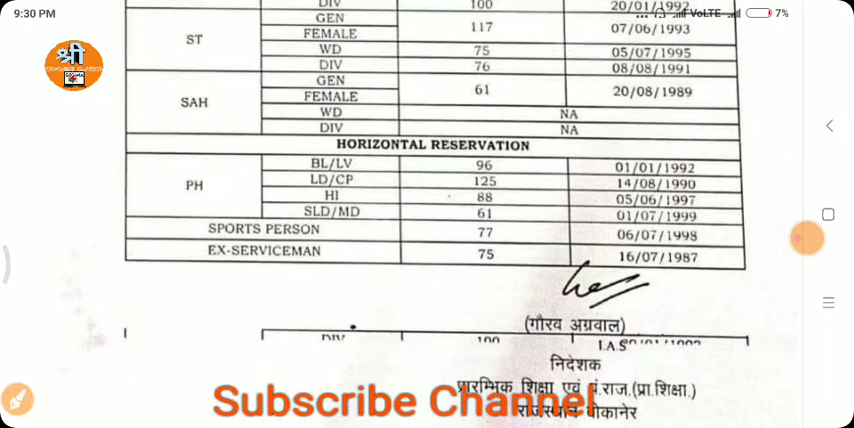 9:30 PM
VoLTE 7%
श्री
DIV 100 20/01/1992
ST GEN FEMALE 117 07/06/1993
WD 75 05/07/1995
DIV 76 08/08/1991
SAH GEN FEMALE 61 20/08/1989
WD NA
DIV NA
HORIZONTAL RESERVATION
PH BL/LV 96 01/01/1992
LD/CP 125 14/08/1990
HI 88 05/06/1997
SLD/MD 61 01/07/1999
SPORTS PERSON 77 06/07/1998
EX-SERVICEMAN 75 16/07/1987
(गौरव अग्रवाल)
DIV 100
I.A.S
निदेशक
प्रारम्भिक शिक्षा एवं पं.राज.(प्रा.शिक्षा.)
राजस्थान बीकानेर
Subscribe Channel